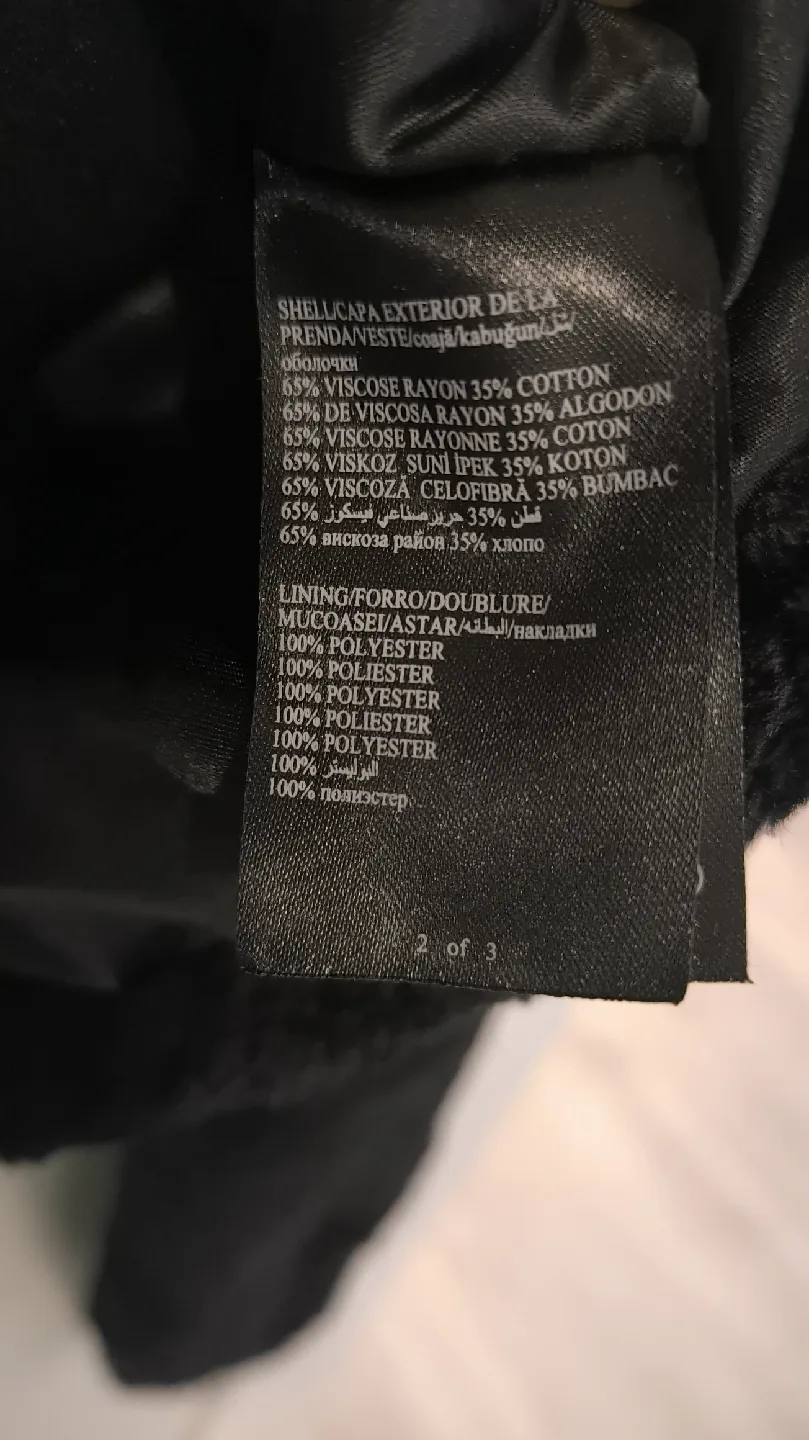 SHELL/CAPA EXTERIOR DE LA
PRENDA/VESTE/coajă/kabuğun/شل/
оболочки
65% VISCOSE RAYON 35% COTTON
65% DE VISCOSA RAYON 35% ALGODON
65% VISCOSE RAYONNE 35% COTON
65% VISKOZ SUNİ İPEK 35% KOTON
65% VISCOZĂ CELOFIBRĂ 35% BUMBAC
65% حرير صناعي فيسكوز 35% قطن
65% вискоза район 35% хлопо
LINING/FORRO/DOUBLURE/
MUCOASEI/ASTAR/البطانه/накладки
100% POLYESTER
100% POLIESTER
100% POLYESTER
100% POLIESTER
100% POLYESTER
100% البوليستر
100% полиэстер
2 of 3